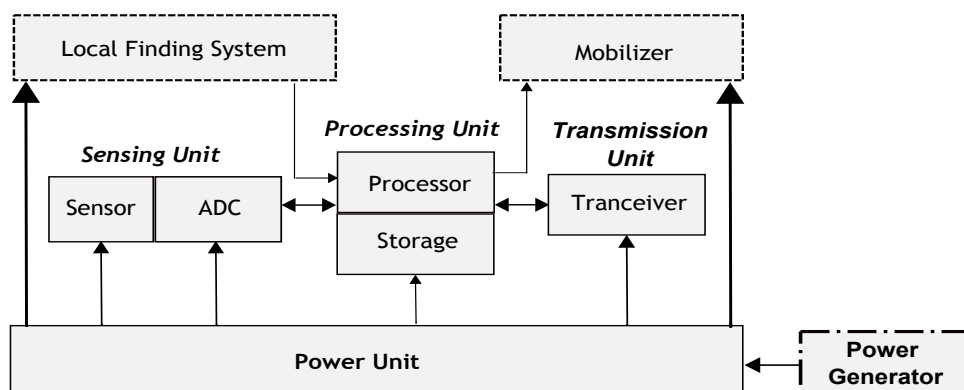 Local Finding System
Mobilizer
Processing Unit
Transmission
Unit
Sensing Unit
Sensor
ADC
Processor
Storage
Tranceiver
Power Unit
Power
Generator